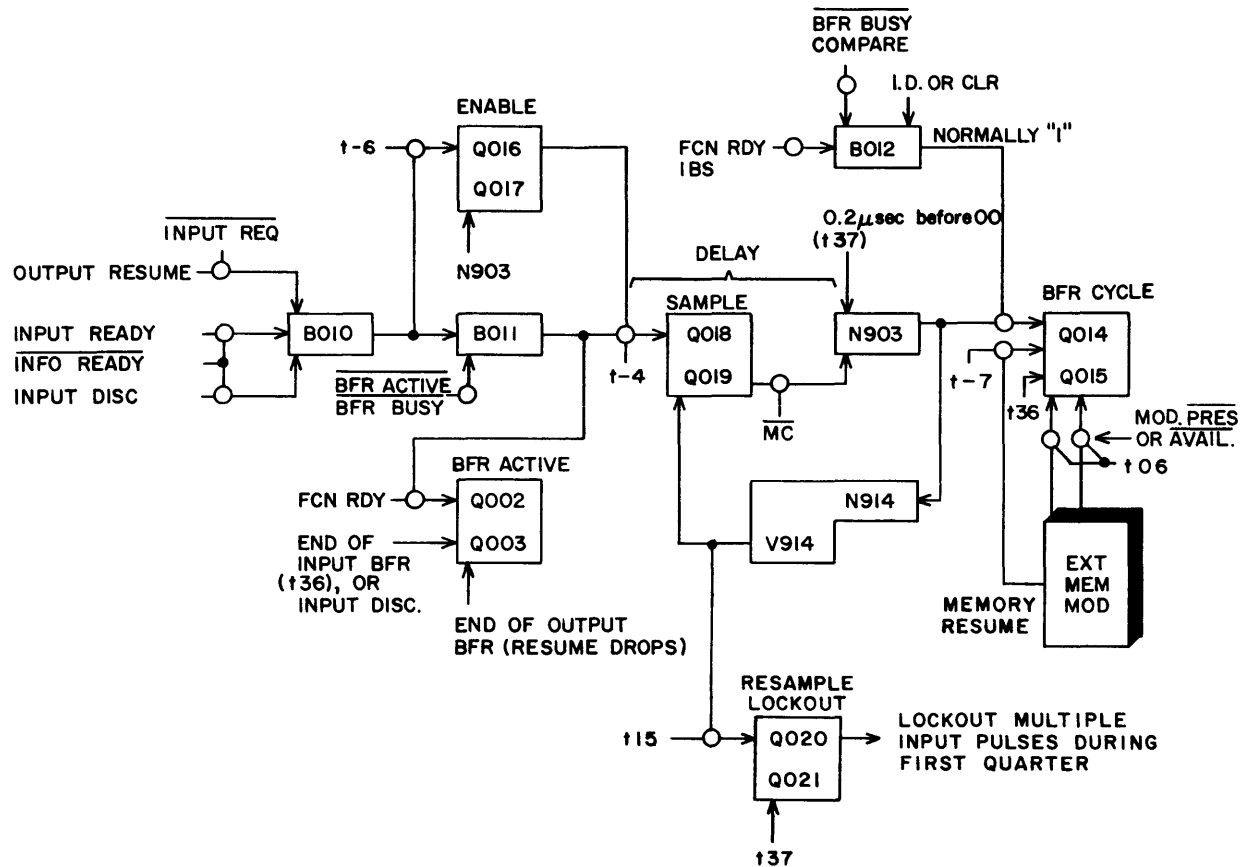 BFR BUSY
COMPARE
I.D. OR CLR
ENABLE
t-6
Q016
Q017
FCN RDY
IBS
B012
NORMALLY "1"
INPUT REQ
N903
0.2μsec before 00
(t37)
DELAY
OUTPUT RESUME
SAMPLE
BFR CYCLE
INPUT READY
INFO READY
INPUT DISC
B010
B011
Q018
Q019
N903
Q014
Q015
t-4
t-7
t36
BFR ACTIVE
BFR BUSY
MC
MOD. PRES
OR AVAIL.
t06
BFR ACTIVE
FCN RDY
Q002
Q003
N914
V914
END OF
INPUT BFR
(t36), OR
INPUT DISC.
EXT
MEM
MOD
MEMORY
RESUME
END OF OUTPUT
BFR (RESUME DROPS)
RESAMPLE
LOCKOUT
t15
Q020
Q021
LOCKOUT MULTIPLE
INPUT PULSES DURING
FIRST QUARTER
t37